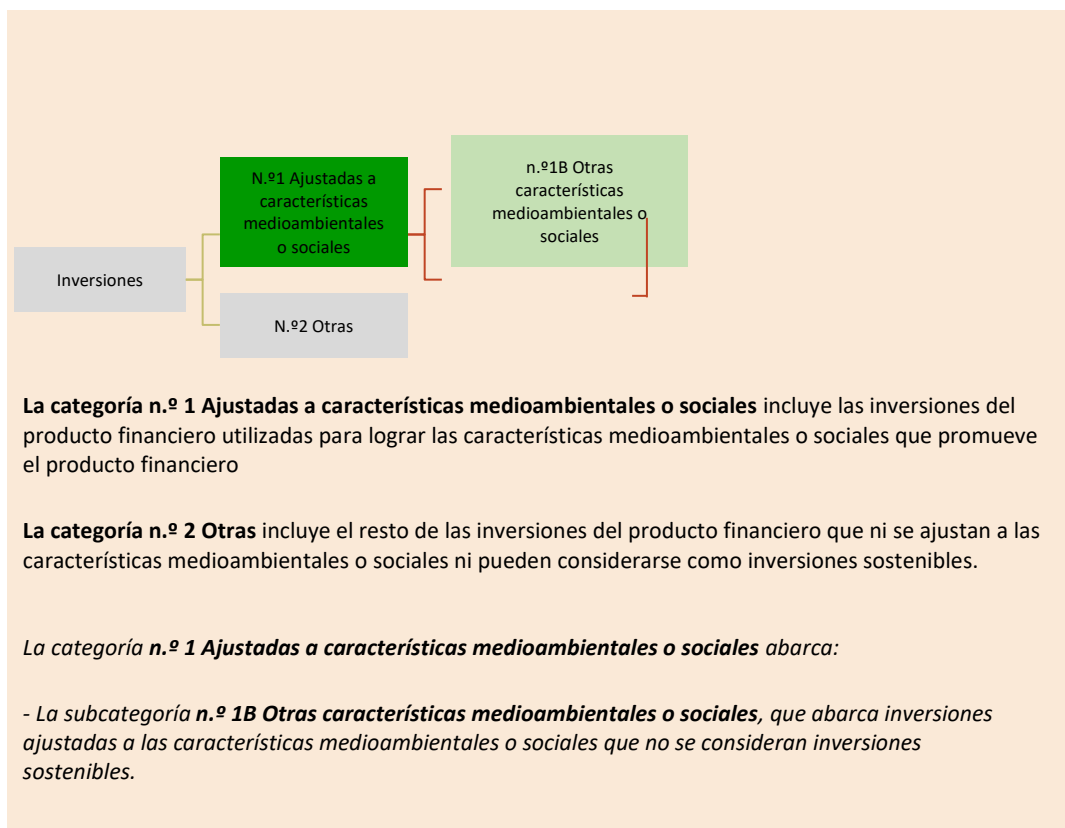 n.º1B Otras
características
medioambientales o
sociales
N.º1 Ajustadas a
características
medioambientales
o sociales
Inversiones
N.º2 Otras
La categoría n.º 1 Ajustadas a características medioambientales o sociales incluye las inversiones del
producto financiero utilizadas para lograr las características medioambientales o sociales que promueve
el producto financiero
La categoría n.º 2 Otras incluye el resto de las inversiones del producto financiero que ni se ajustan a las
características medioambientales o sociales ni pueden considerarse como inversiones sostenibles.
La categoría n.º 1 Ajustadas a características medioambientales o sociales abarca:
- La subcategoría n.º 1B Otras características medioambientales o sociales, que abarca inversiones
ajustadas a las características medioambientales o sociales que no se consideran inversiones
sostenibles.